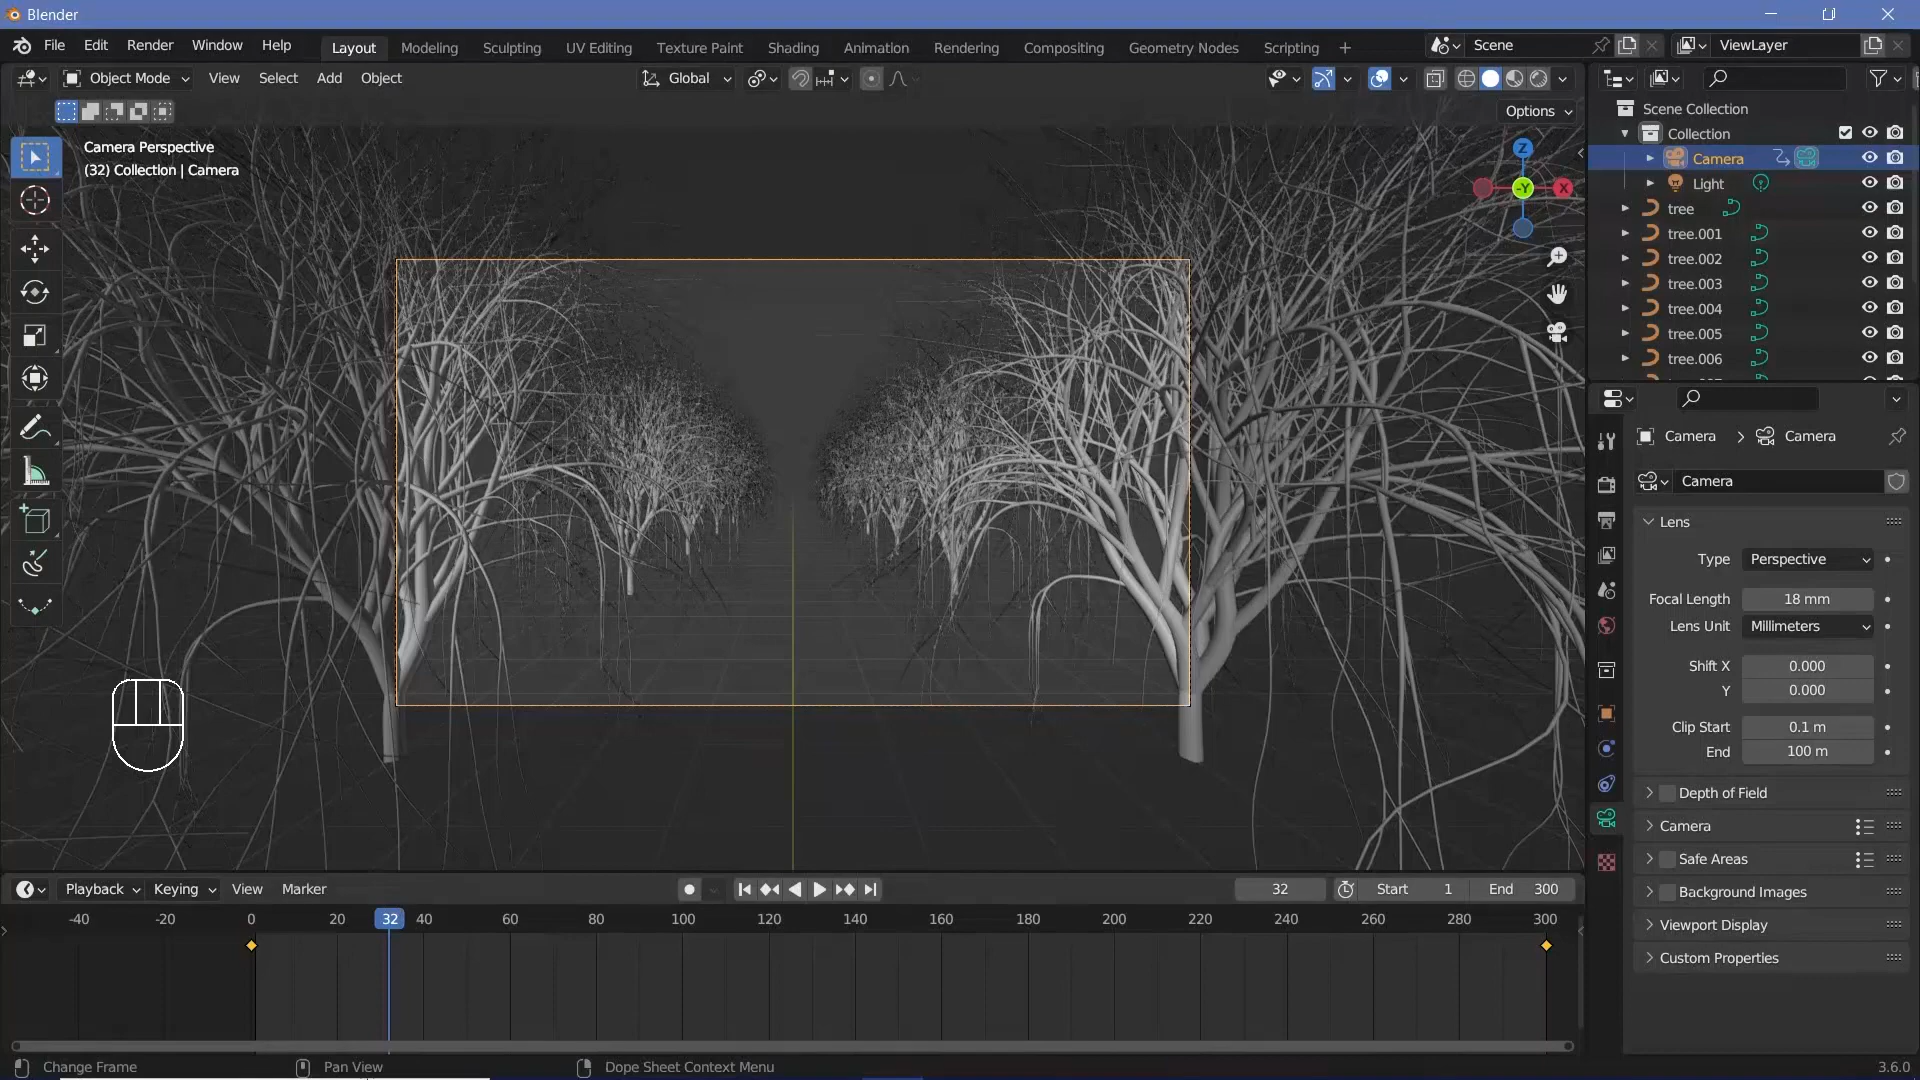 Blender
File Edit Render Window Help
Layout Modeling Sculpting UV Editing Texture Paint Shading Animation Rendering Compositing Geometry Nodes Scripting +
Scene
ViewLayer
Object Mode View Select Add Object
Global
Options
Camera Perspective
(32) Collection | Camera
Z
-Y
X
Scene Collection
Collection
Camera
Light
tree
tree.001
tree.002
tree.003
tree.004
tree.005
tree.006
Camera > Camera
Camera
Lens
Type Perspective
Focal Length 18 mm
Lens Unit Millimeters
Shift X 0.000
Y 0.000
Clip Start 0.1 m
End 100 m
Depth of Field
Camera
Safe Areas
Background Images
Viewport Display
Custom Properties
Playback Keying View Marker
32
Start 1
End 300
-40 -20 0 20 32 40 60 80 100 120 140 160 180 200 220 240 260 280 300
Change Frame
Pan View
Dope Sheet Context Menu
3.6.0